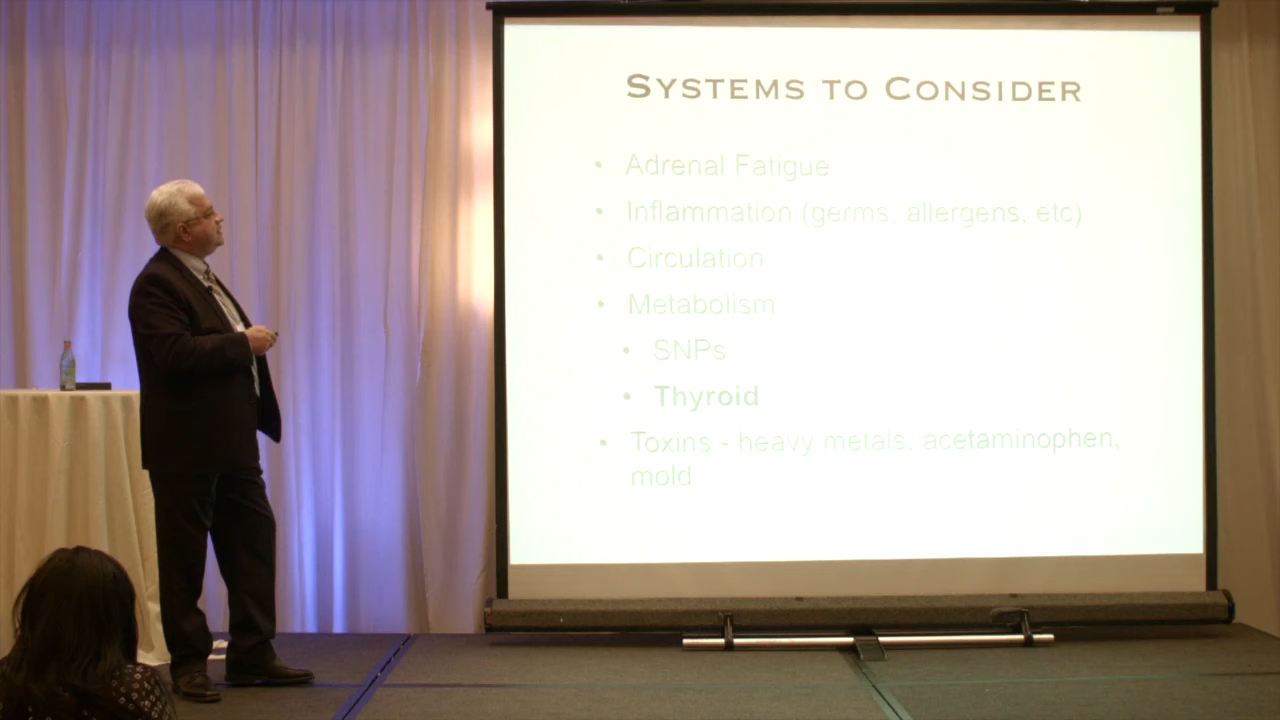 SYSTEMS TO CONSIDER
• Adrenal Fatigue
• Inflammation (germs, allergens, etc)
• Circulation
• Metabolism
• SNPs
• Thyroid
• Toxins - heavy metals, acetaminophen,
mold